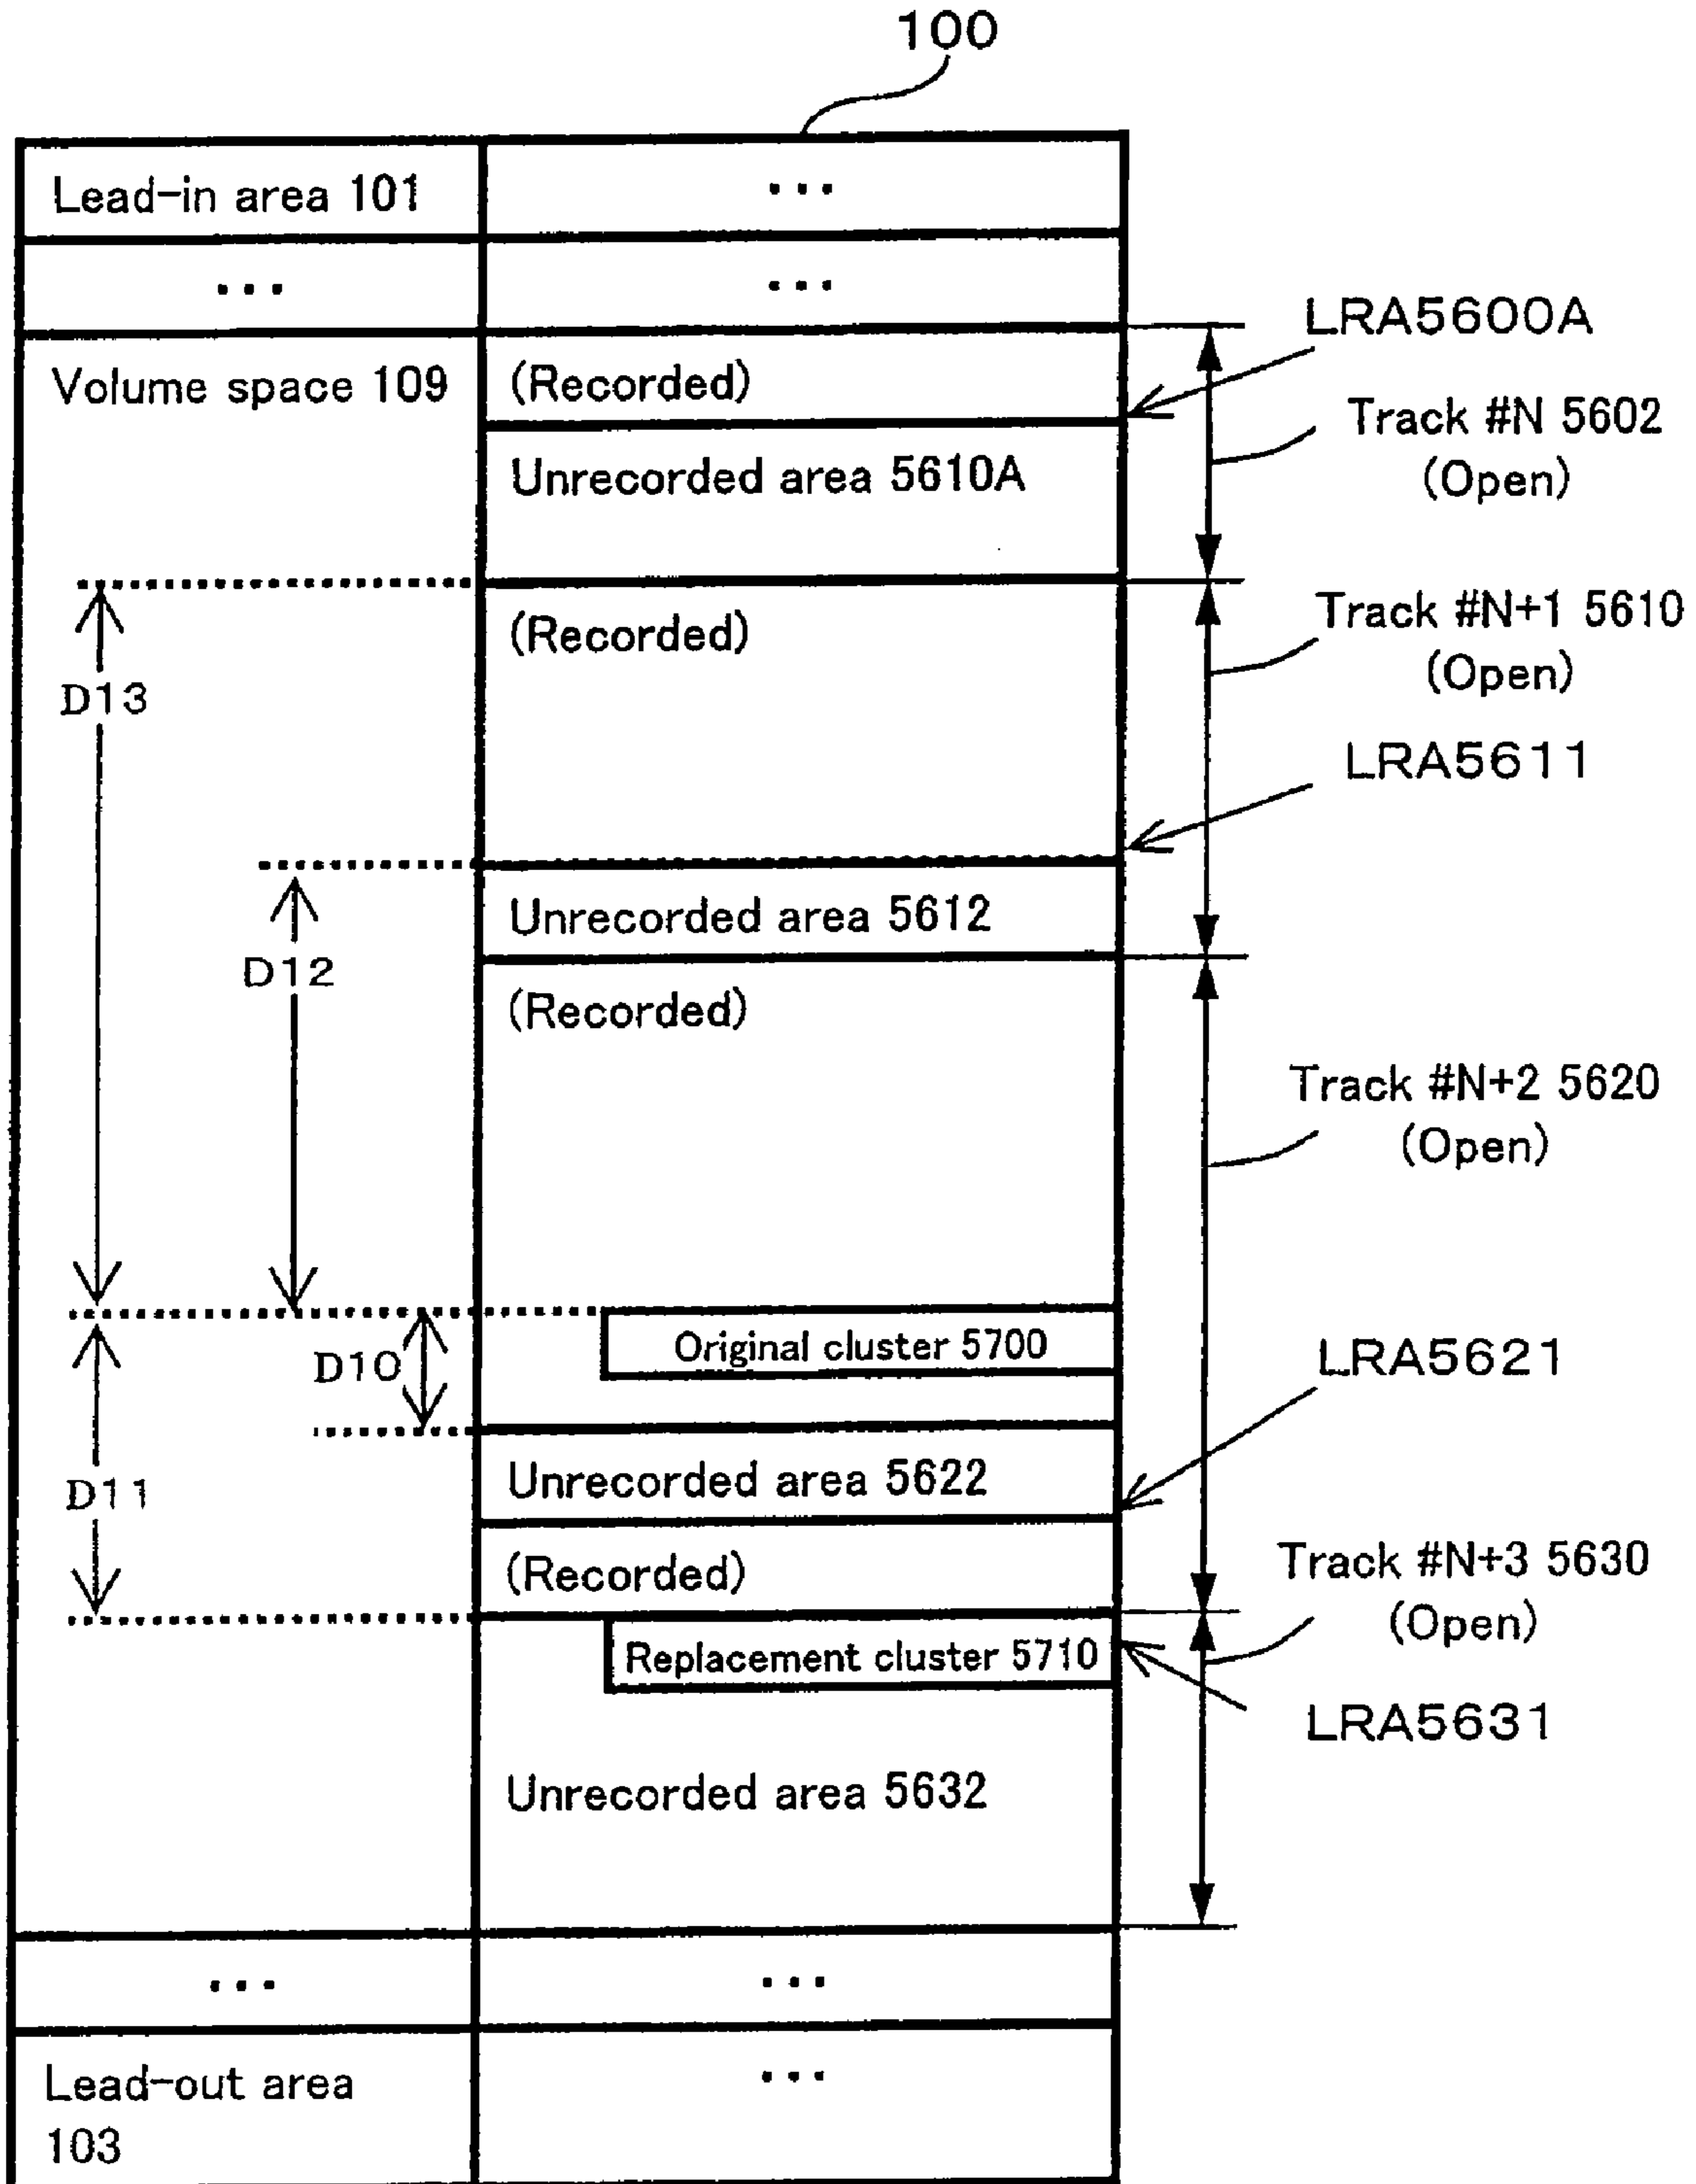 100
Lead-in area 101
...
...
...
LRA5600A
Volume space 109
(Recorded)
Track #N 5602
(Open)
Unrecorded area 5610A
(Recorded)
Track #N+1 5610
(Open)
D13
LRA5611
Unrecorded area 5612
D12
(Recorded)
Track #N+2 5620
(Open)
Original cluster 5700
D10
LRA5621
Unrecorded area 5622
D11
(Recorded)
Track #N+3 5630
(Open)
Replacement cluster 5710
LRA5631
Unrecorded area 5632
...
...
Lead-out area
103
...